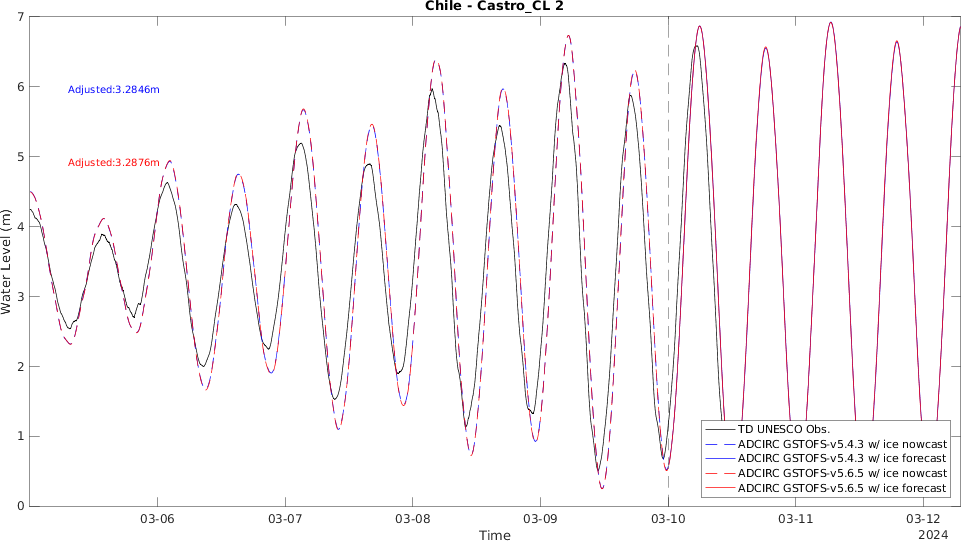 Chile - Castro_CL 2
7
6
5
4
3
2
1
0
Water Level (m)
Adjusted:3.2846m
Adjusted:3.2876m
TD UNESCO Obs.
ADCIRC GSTOFS-v5.4.3 w/ ice nowcast
ADCIRC GSTOFS-v5.4.3 w/ ice forecast
ADCIRC GSTOFS-v5.6.5 w/ ice nowcast
ADCIRC GSTOFS-v5.6.5 w/ ice forecast
03-06 03-07 03-08 03-09 03-10 03-11 03-12
Time
2024